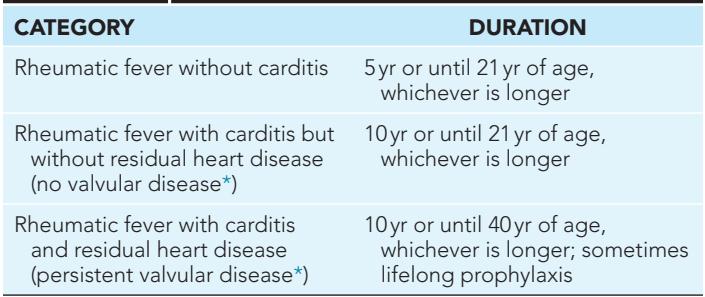 CATEGORY DURATION
Rheumatic fever without carditis 5 yr or until 21 yr of age,
whichever is longer
Rheumatic fever with carditis but 10 yr or until 21 yr of age,
without residual heart disease whichever is longer
(no valvular disease*)
Rheumatic fever with carditis 10 yr or until 40 yr of age,
and residual heart disease whichever is longer; sometimes
(persistent valvular disease*) lifelong prophylaxis